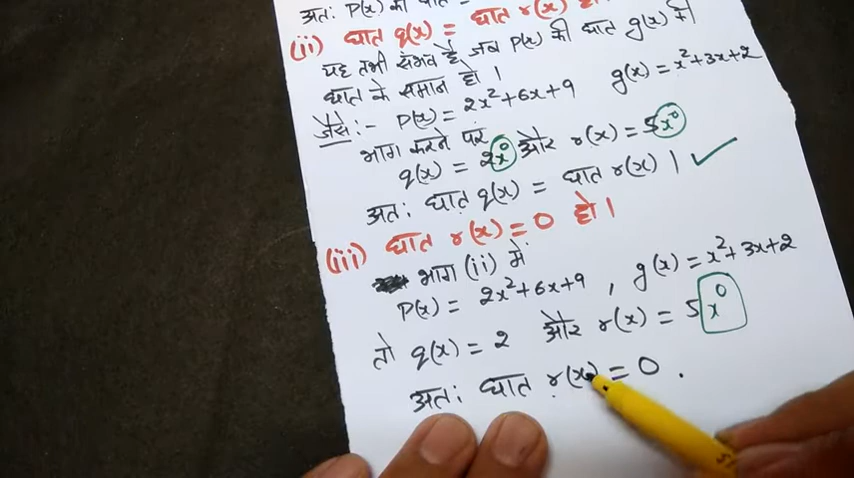 अतः P(x) की घात =
(ii) घात q(x) = घात r(x) हो
यह तभी संभव है जब P(x) की घात g(x) की
घात के समान हो ।
जैसे :- P(x) = 2x²+6x+9 g(x) = x²+3x+2
भाग करने पर
q(x) = 2x⁰ और r(x) = 5x⁰
अतः घात q(x) = घात r(x) । ✓
(iii) घात r(x) = 0 हो ।
भाग (ii) में
P(x) = 2x²+6x+9 , g(x) = x²+3x+2
तो q(x) = 2 और r(x) = 5x⁰
अतः घात r(x) = 0 .